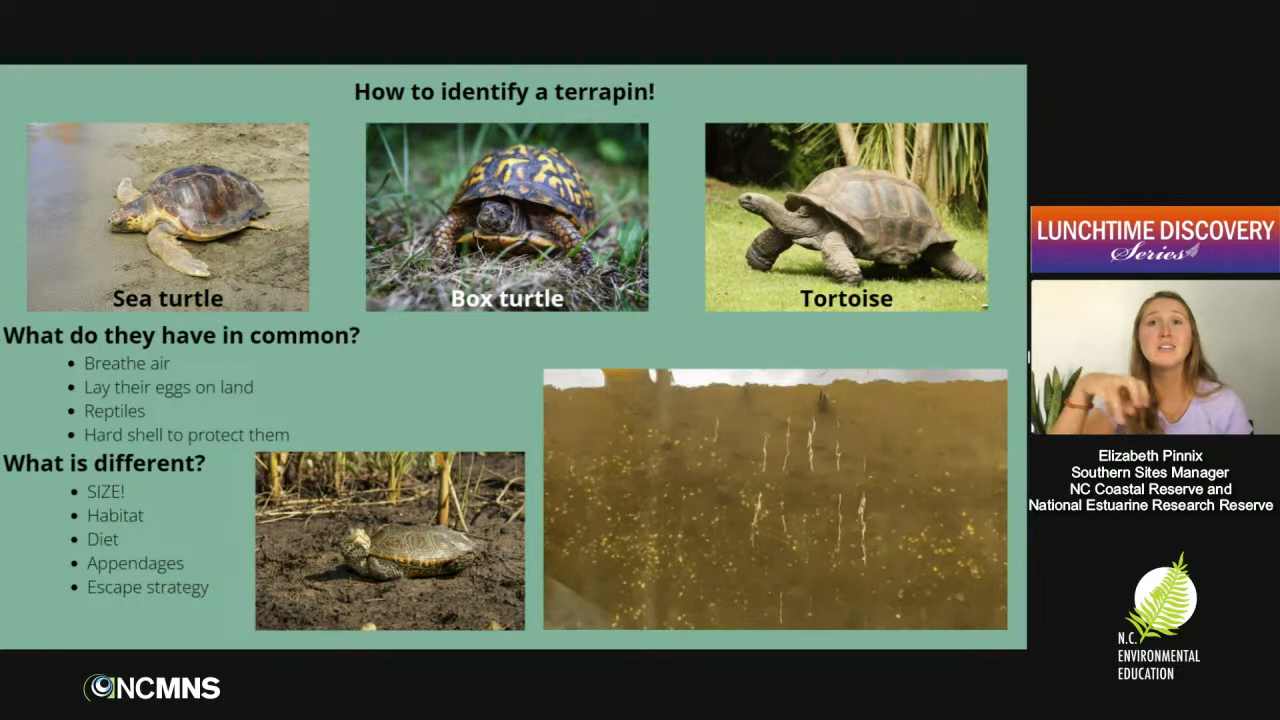 How to identify a terrapin!
Sea turtle
Box turtle
Tortoise
What do they have in common?
Breathe air
Lay their eggs on land
Reptiles
Hard shell to protect them
What is different?
SIZE!
Habitat
Diet
Appendages
Escape strategy
LUNCHTIME DISCOVERY
Series
Elizabeth Pinnix
Southern Sites Manager
NC Coastal Reserve and
National Estuarine Research Reserve
N.C.
ENVIRONMENTAL
EDUCATION
NCMNS